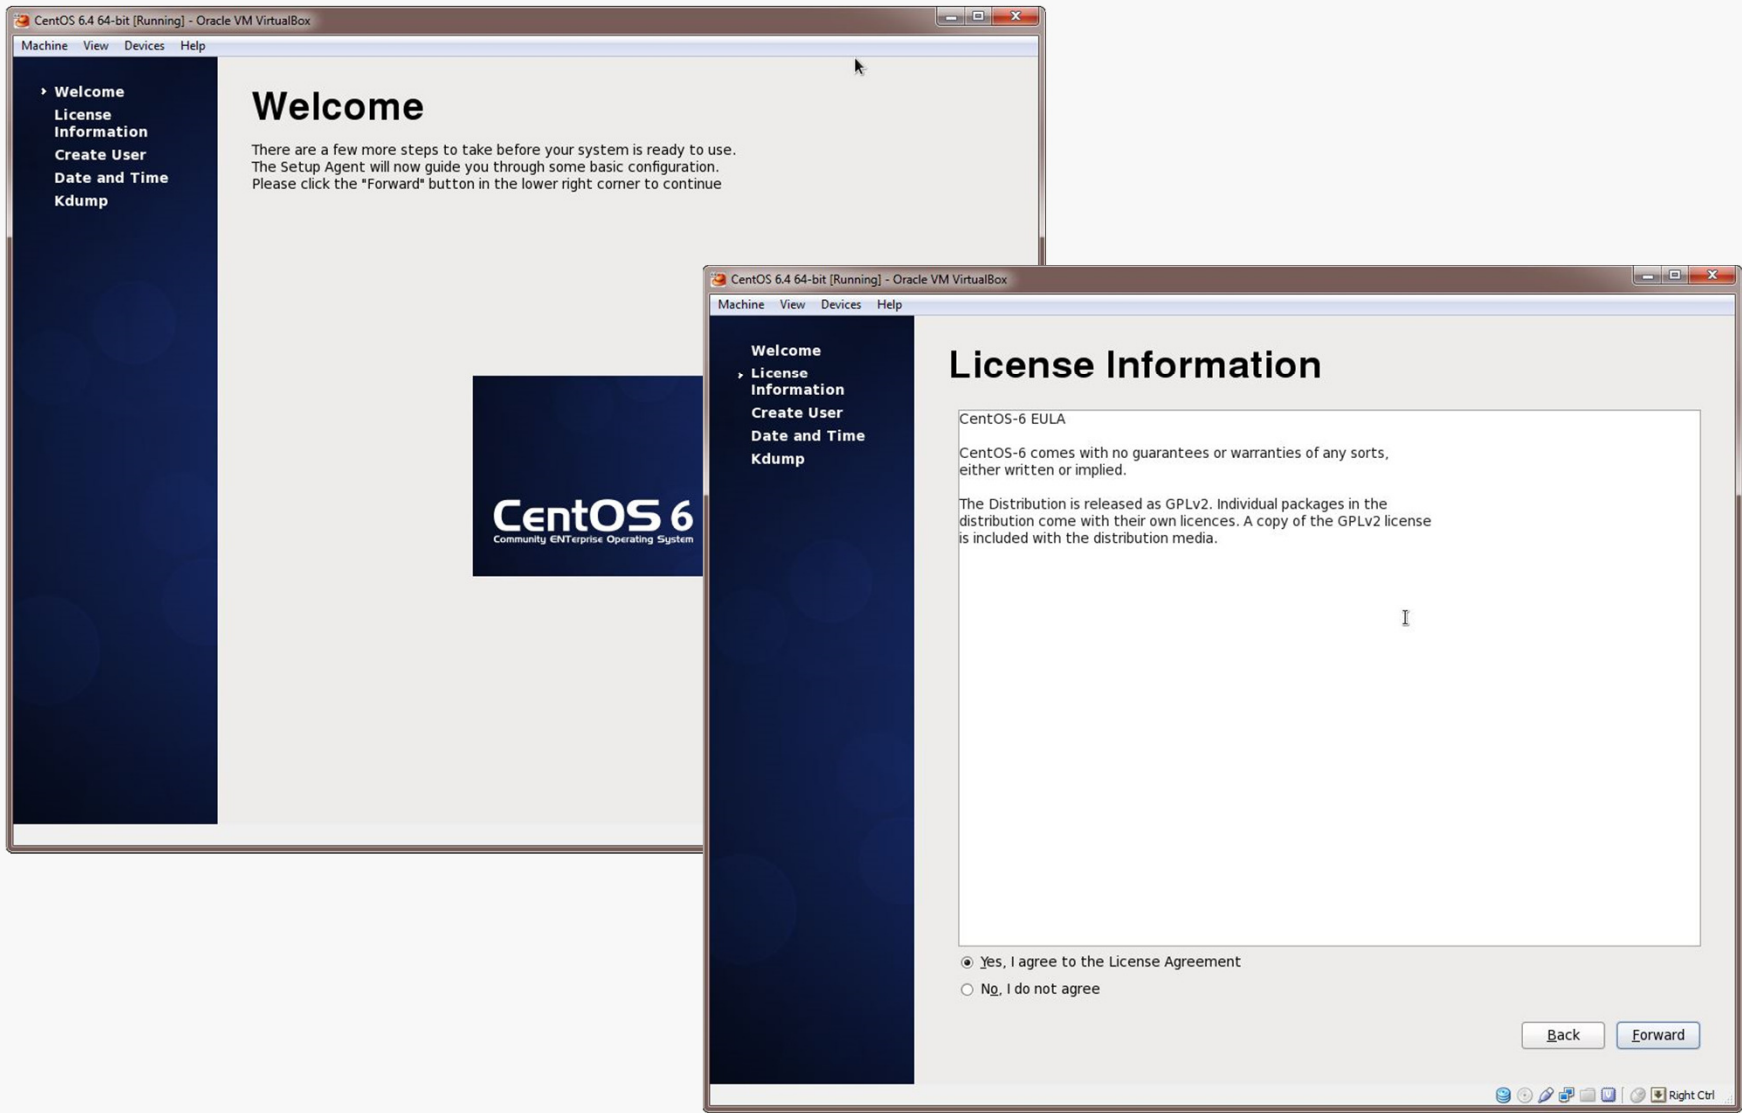 CentOS 6.4 64-bit [Running] - Oracle VM VirtualBox
Machine View Devices Help
Welcome
License
Information
Create User
Date and Time
Kdump
Welcome
There are a few more steps to take before your system is ready to use.
The Setup Agent will now guide you through some basic configuration.
Please click the "Forward" button in the lower right corner to continue
CentOS 6
Community ENTerprise Operating System
CentOS 6.4 64-bit [Running] - Oracle VM VirtualBox
Machine View Devices Help
Welcome
License
Information
Create User
Date and Time
Kdump
License Information
CentOS-6 EULA
CentOS-6 comes with no guarantees or warranties of any sorts,
either written or implied.
The Distribution is released as GPLv2. Individual packages in the
distribution come with their own licences. A copy of the GPLv2 license
is included with the distribution media.
Yes, I agree to the License Agreement
No, I do not agree
Back Forward
Right Ctrl